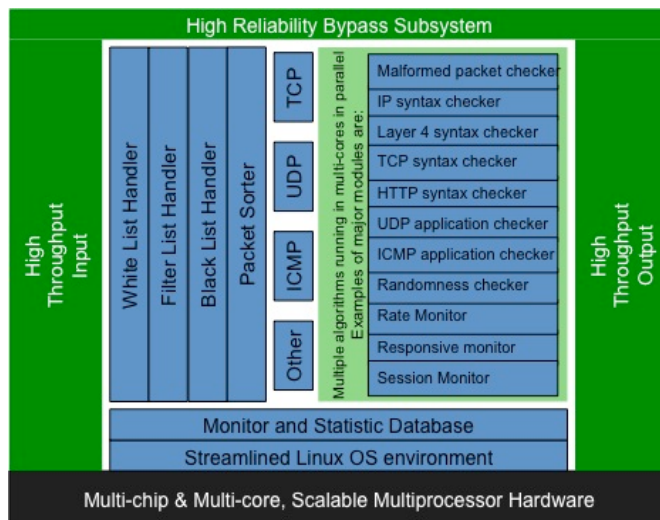 High Reliability Bypass Subsystem
High
Throughput
Input
White List Handler
Filter List Handler
Black List Handler
Packet Sorter
TCP
UDP
ICMP
Other
Multiple algorithms running in multi-cores in parallel
Examples of major modules are:
Malformed packet checker
IP syntax checker
Layer 4 syntax checker
TCP syntax checker
HTTP syntax checker
UDP application checker
ICMP application checker
Randomness checker
Rate Monitor
Responsive monitor
Session Monitor
High
Throughput
Output
Monitor and Statistic Database
Streamlined Linux OS environment
Multi-chip & Multi-core, Scalable Multiprocessor Hardware